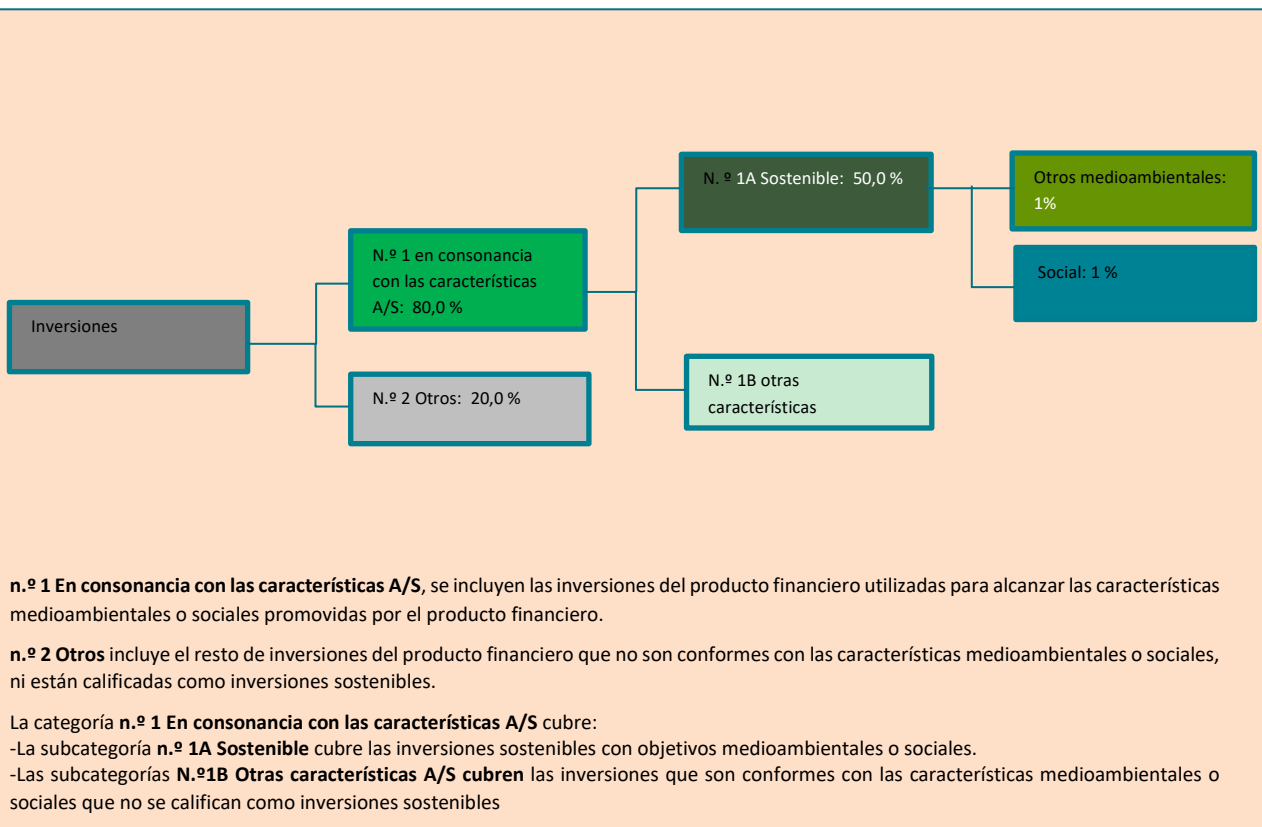 N. º 1A Sostenible: 50,0 %
Otros medioambientales:
1%
N.º 1 en consonancia
con las características
A/S: 80,0 %
Social: 1 %
Inversiones
N.º 2 Otros: 20,0 %
N.º 1B otras
características
n.º 1 En consonancia con las características A/S, se incluyen las inversiones del producto financiero utilizadas para alcanzar las características
medioambientales o sociales promovidas por el producto financiero.
n.º 2 Otros incluye el resto de inversiones del producto financiero que no son conformes con las características medioambientales o sociales,
ni están calificadas como inversiones sostenibles.
La categoría n.º 1 En consonancia con las características A/S cubre:
-La subcategoría n.º 1A Sostenible cubre las inversiones sostenibles con objetivos medioambientales o sociales.
-Las subcategorías N.º1B Otras características A/S cubren las inversiones que son conformes con las características medioambientales o
sociales que no se califican como inversiones sostenibles